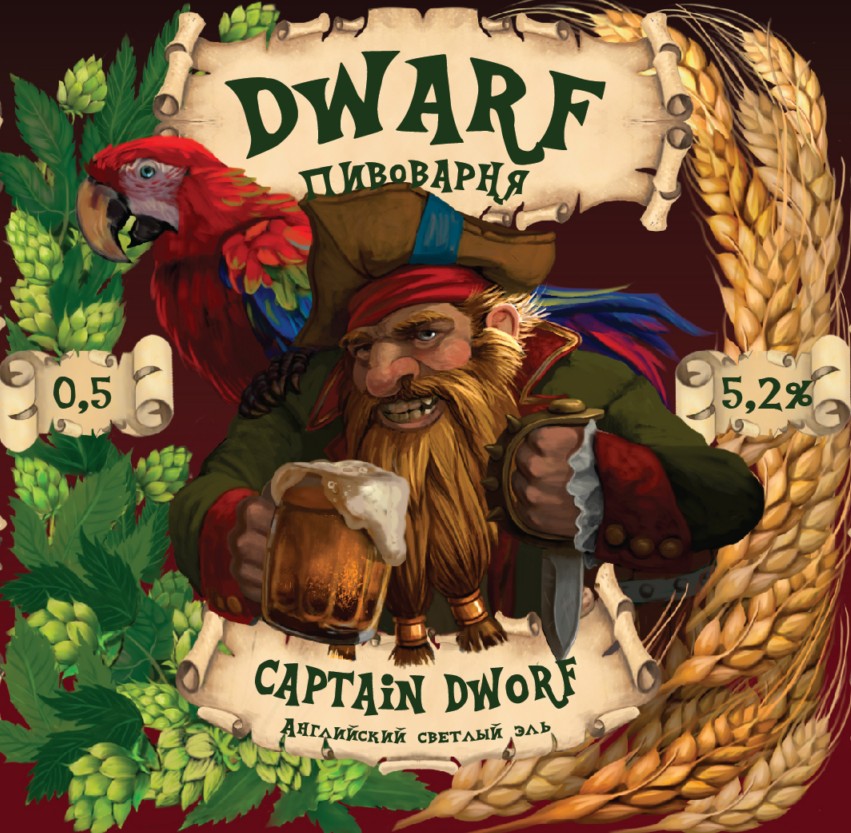 DWARF
ПИВОВАРНЯ
0,5
5,2%
CAPTAIN DWORF
Английский светлый эль